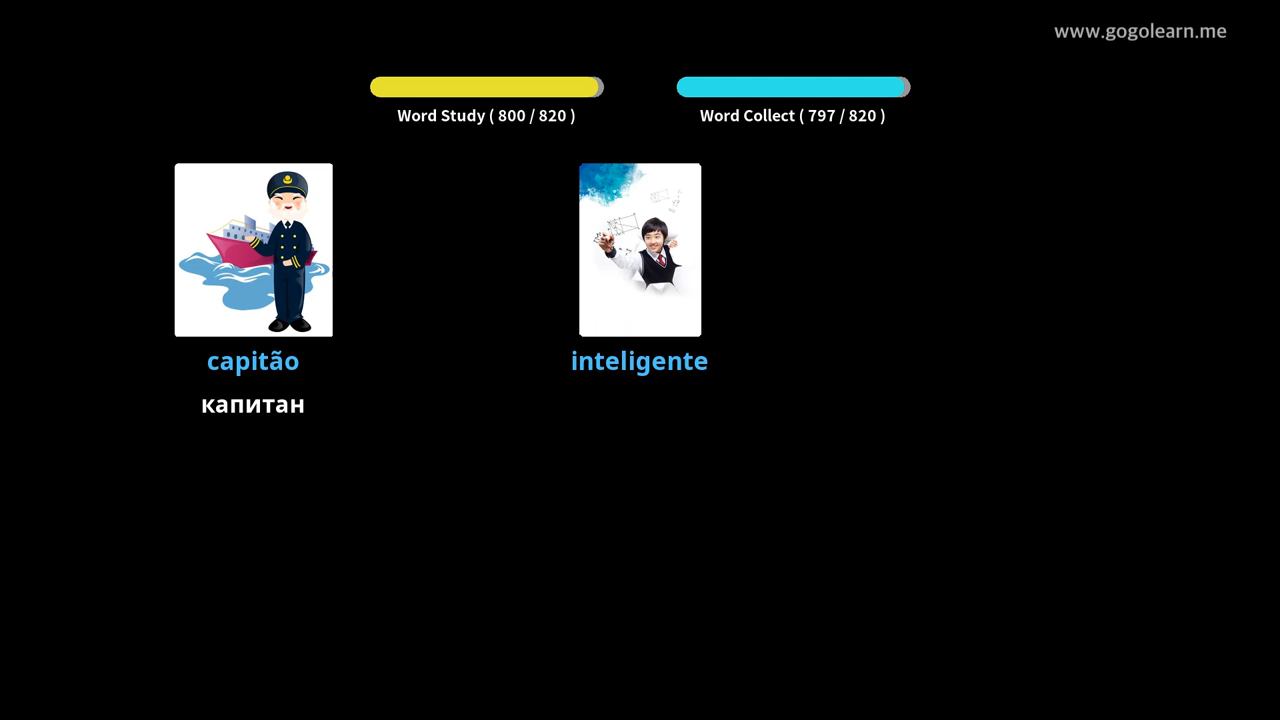 www.gogolearn.me
Word Study ( 800 / 820 )
Word Collect ( 797 / 820 )
capitão
inteligente
капитан